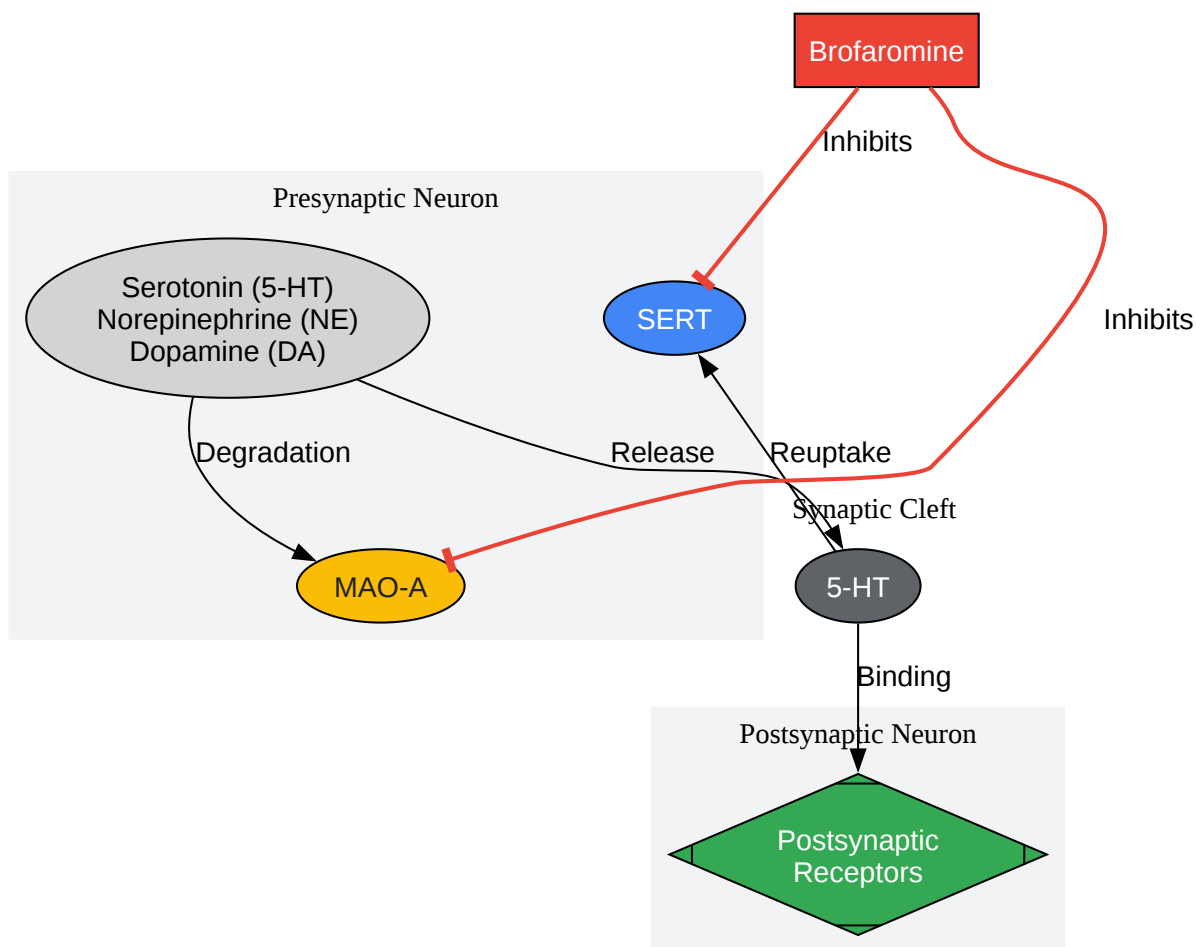 Brofaromine
Inhibits
Presynaptic Neuron
Serotonin (5-HT)
Norepinephrine (NE)
Dopamine (DA)
SERT
Inhibits
Degradation
Release
Reuptake
Synaptic Cleft
MAO-A
5-HT
Binding
Postsynaptic Neuron
Postsynaptic
Receptors